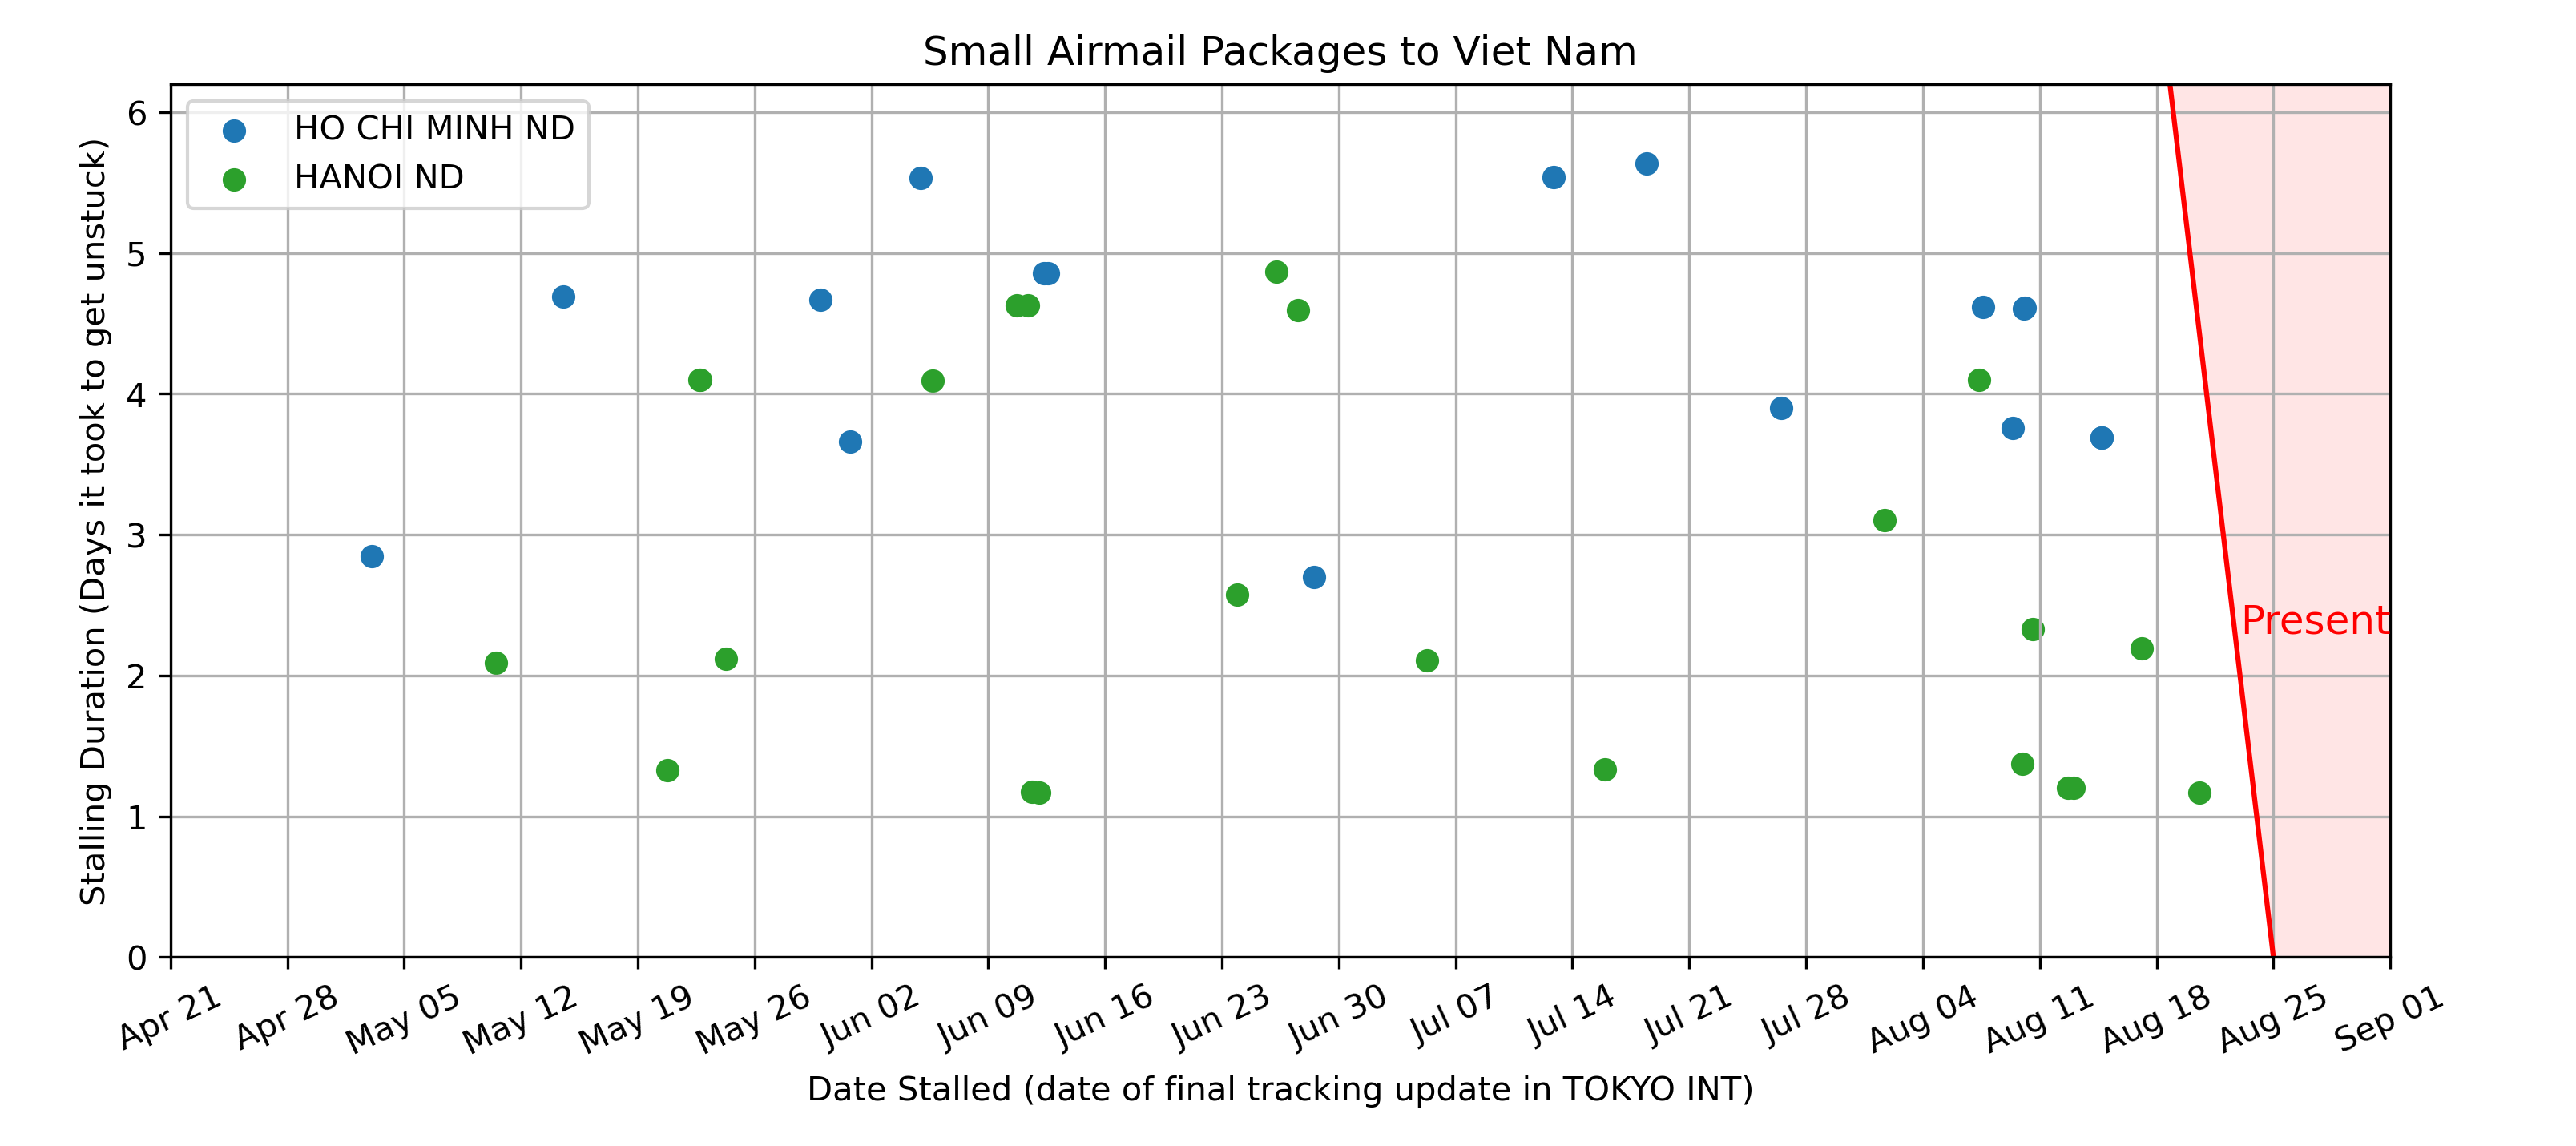 Small Airmail Packages to Viet Nam
HO CHI MINH ND
HANOI ND
Stalling Duration (Days it took to get unstuck)
6
5
4
3
2
1
0
Present
Apr 21
Apr 28
May 05
May 12
May 19
May 26
Jun 02
Jun 09
Jun 16
Jun 23
Jun 30
Jul 07
Jul 14
Jul 21
Jul 28
Aug 04
Aug 11
Aug 18
Aug 25
Sep 01
Date Stalled (date of final tracking update in TOKYO INT)